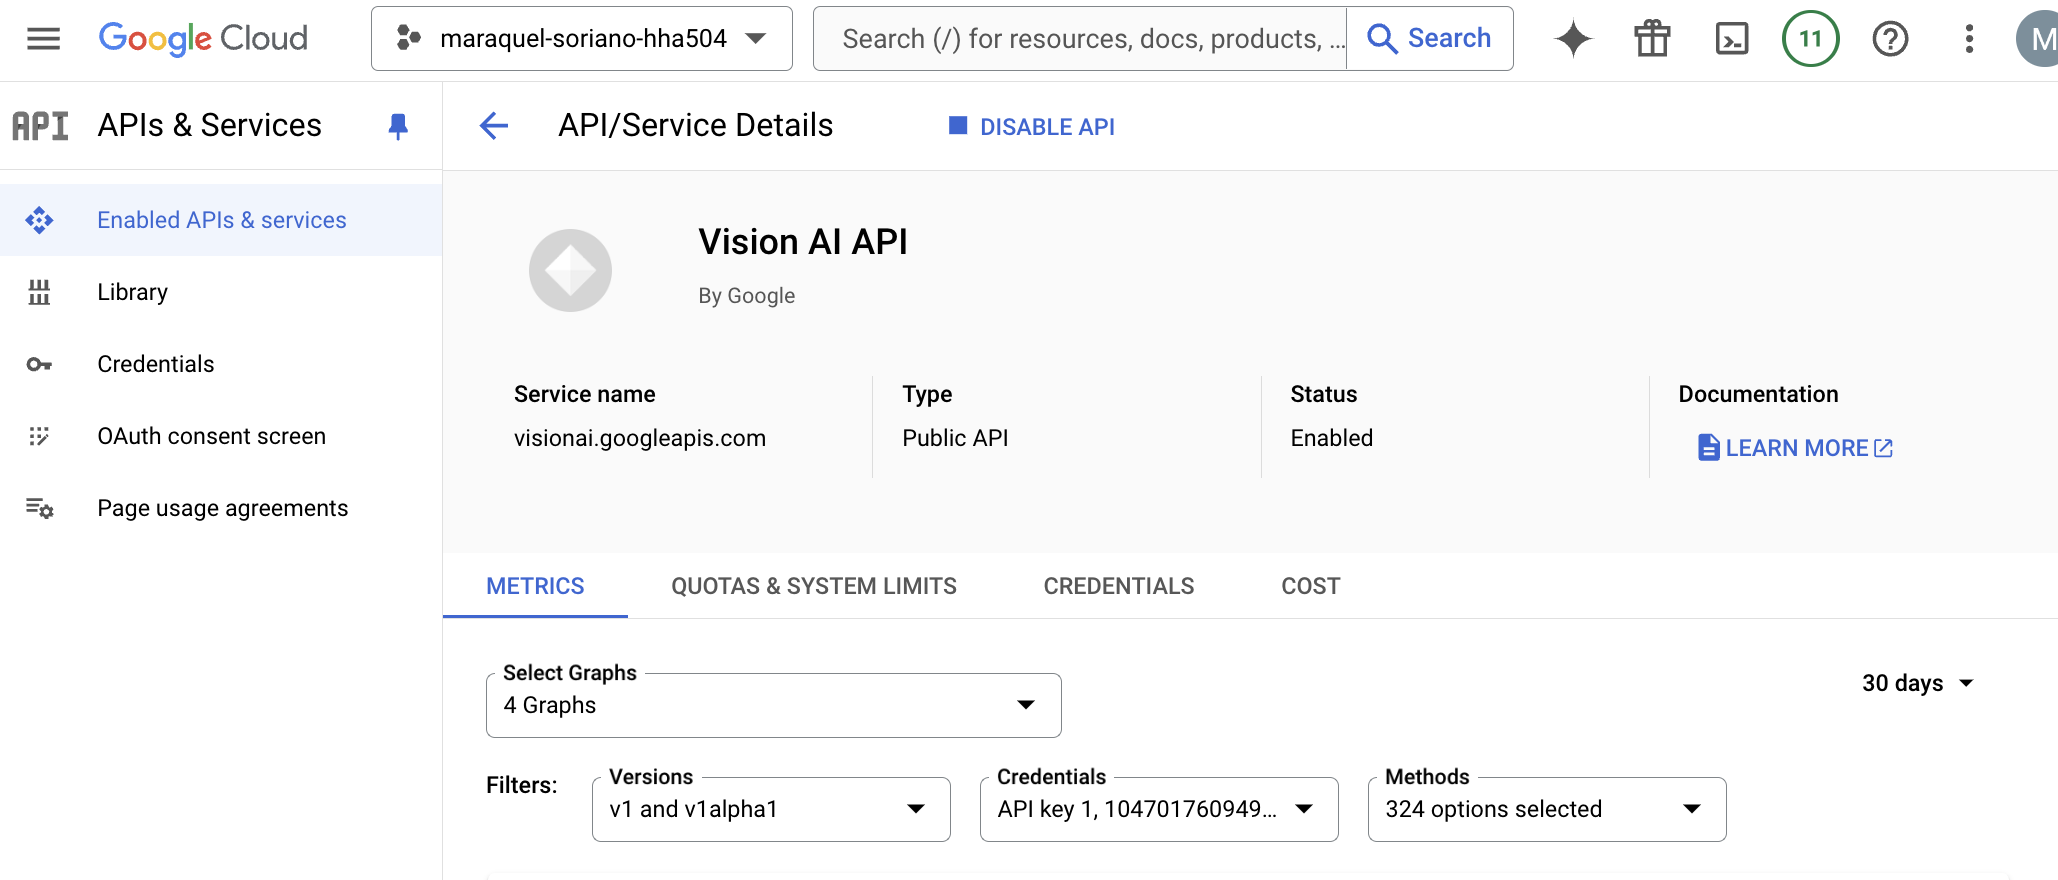 Google Cloud
maraquel-soriano-hha504
Search (/) for resources, docs, products, ...
Search
11
M
API
APIs & Services
API/Service Details
DISABLE API
Enabled APIs & services
Library
Credentials
OAuth consent screen
Page usage agreements
Vision AI API
By Google
Service name
visionai.googleapis.com
Type
Public API
Status
Enabled
Documentation
LEARN MORE
METRICS
QUOTAS & SYSTEM LIMITS
CREDENTIALS
COST
Select Graphs
4 Graphs
30 days
Filters:
Versions
v1 and v1alpha1
Credentials
API key 1, 104701760949...
Methods
324 options selected